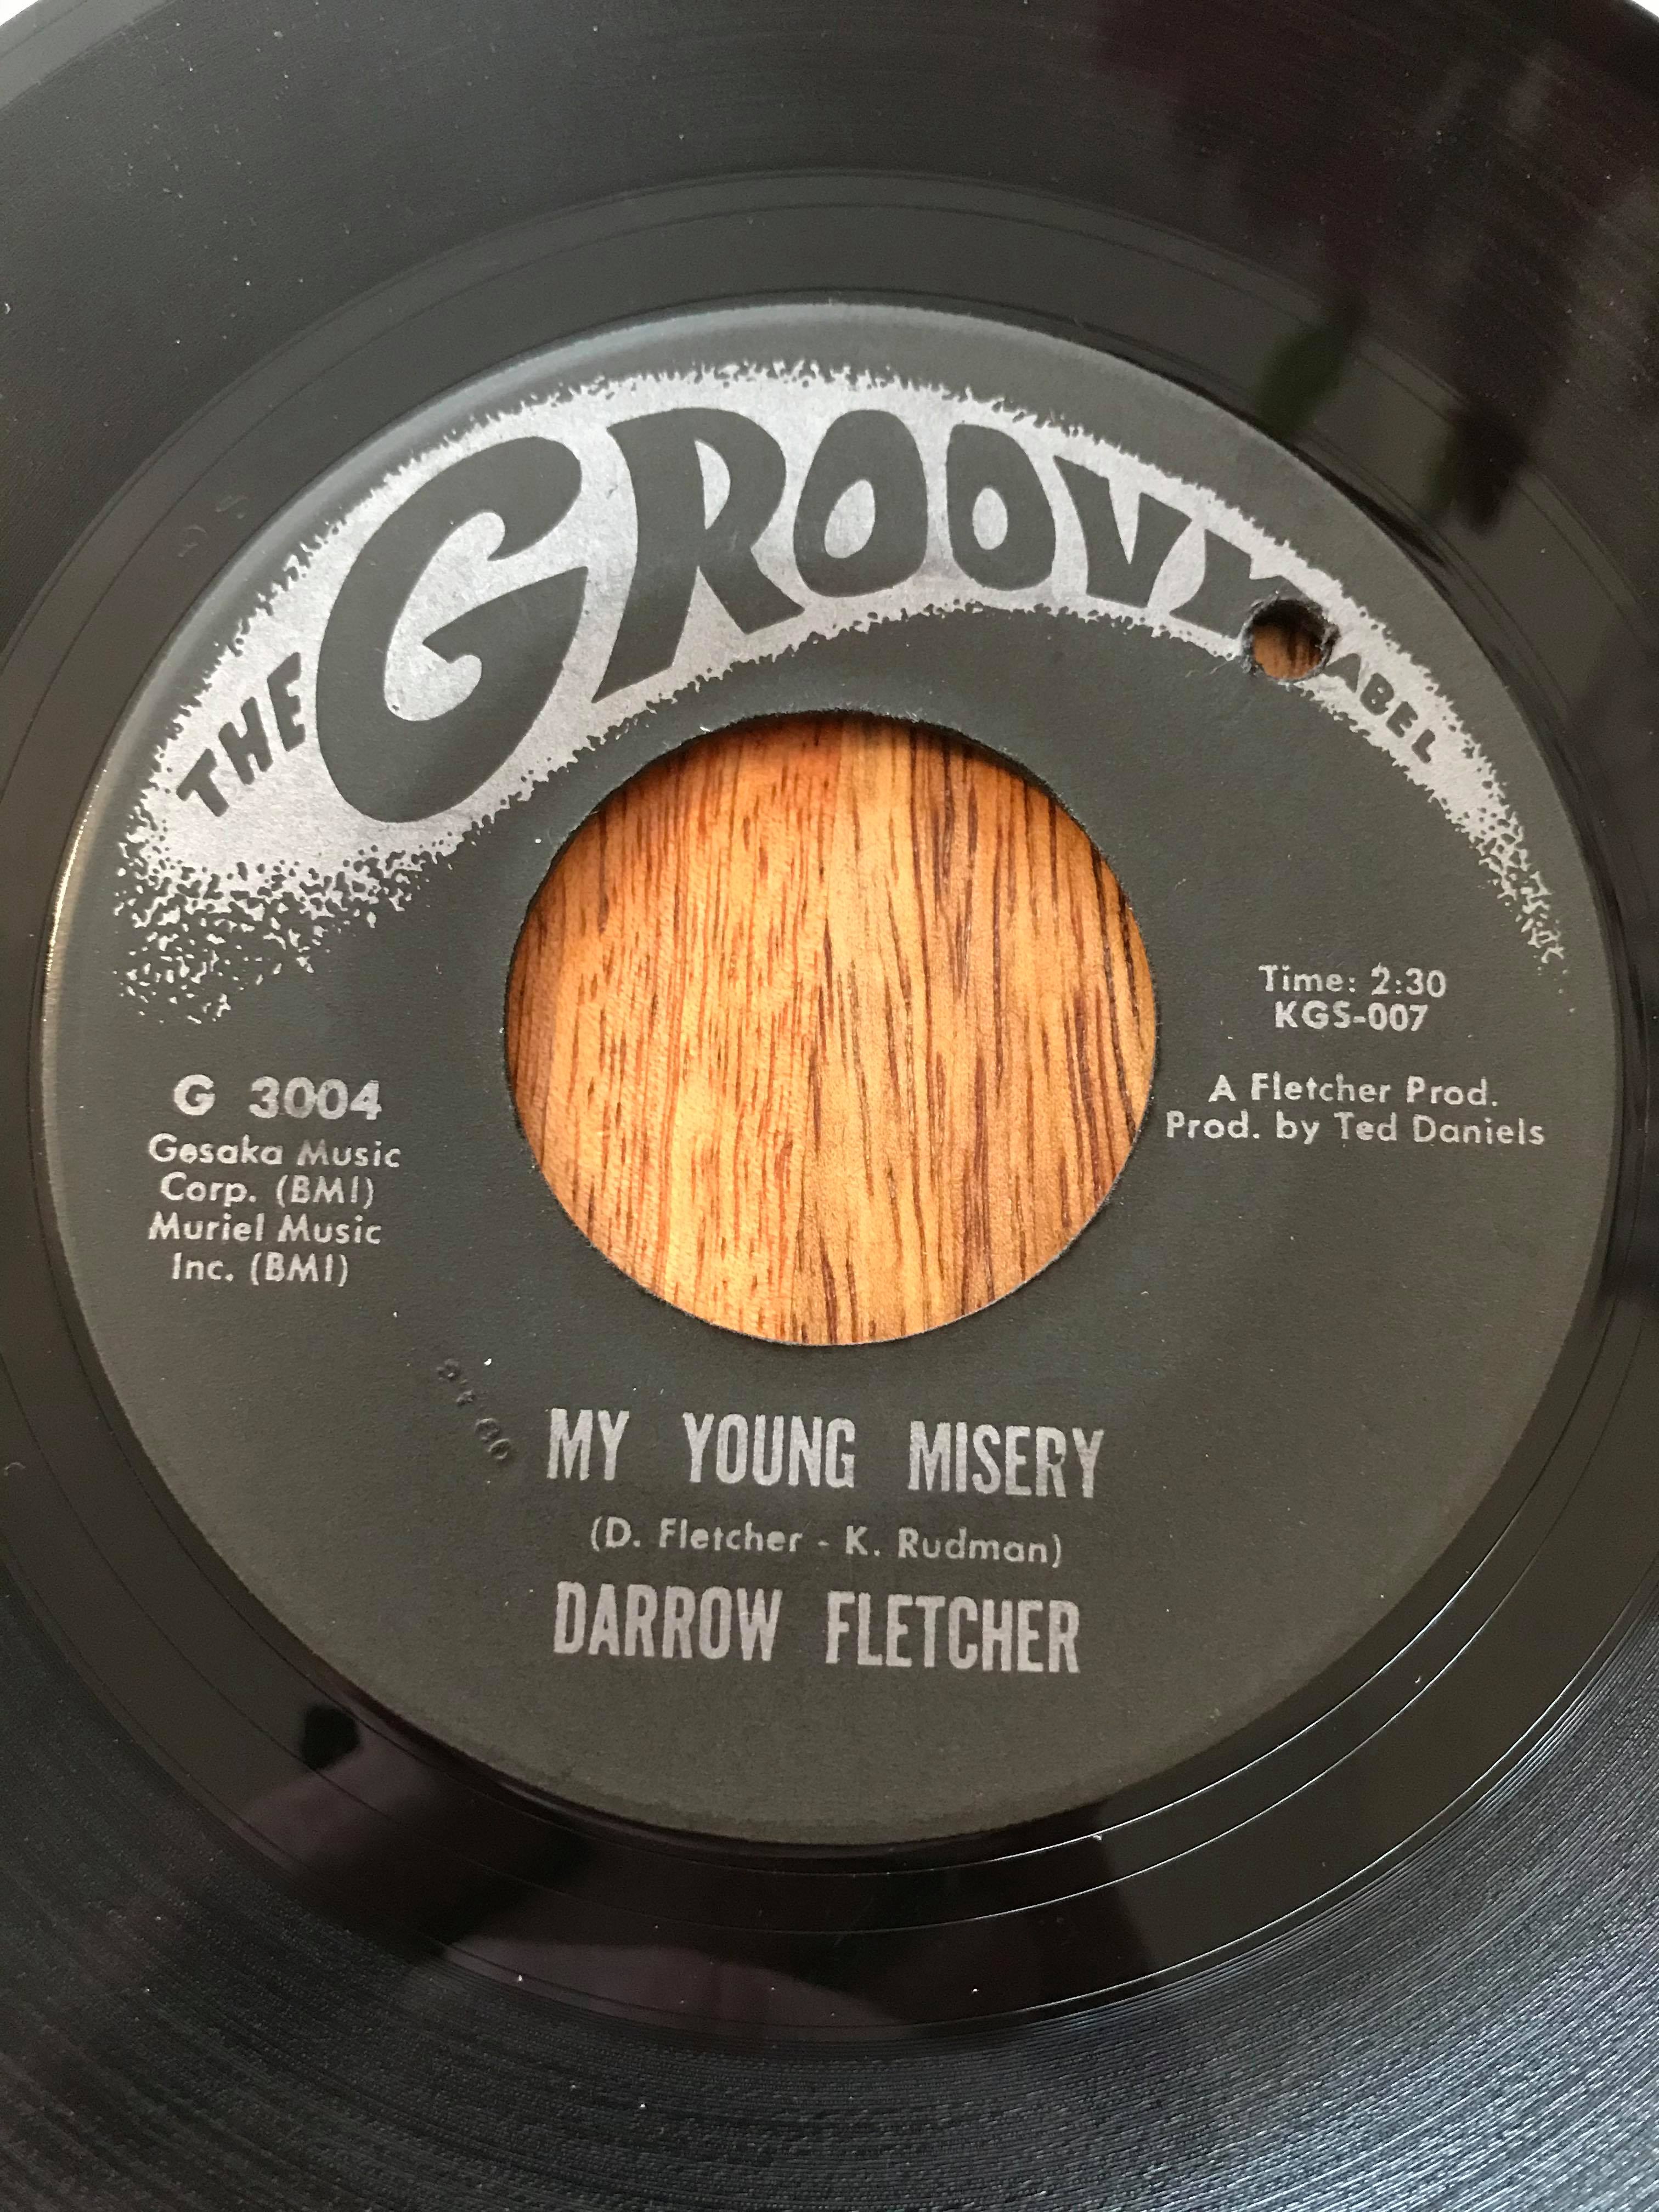 THE GROOVY ABEL
Time: 2:30
KGS-007
G 3004
Gesaka Music
Corp. (BMI)
Muriel Music
Inc. (BMI)
A Fletcher Prod.
Prod. by Ted Daniels
MY YOUNG MISERY
(D. Fletcher - K. Rudman)
DARROW FLETCHER